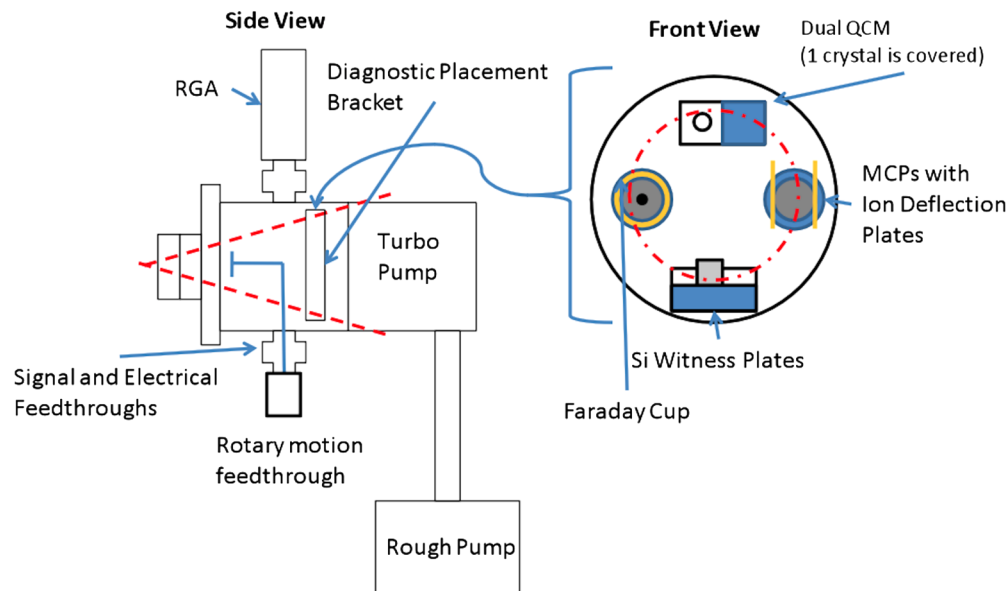 Side View
RGA
Diagnostic Placement
Bracket
Turbo
Pump
Signal and Electrical
Feedthroughs
Rotary motion
feedthrough
Rough Pump
Front View
Dual QCM
(1 crystal is covered)
MCPs with
Ion Deflection
Plates
Si Witness Plates
Faraday Cup